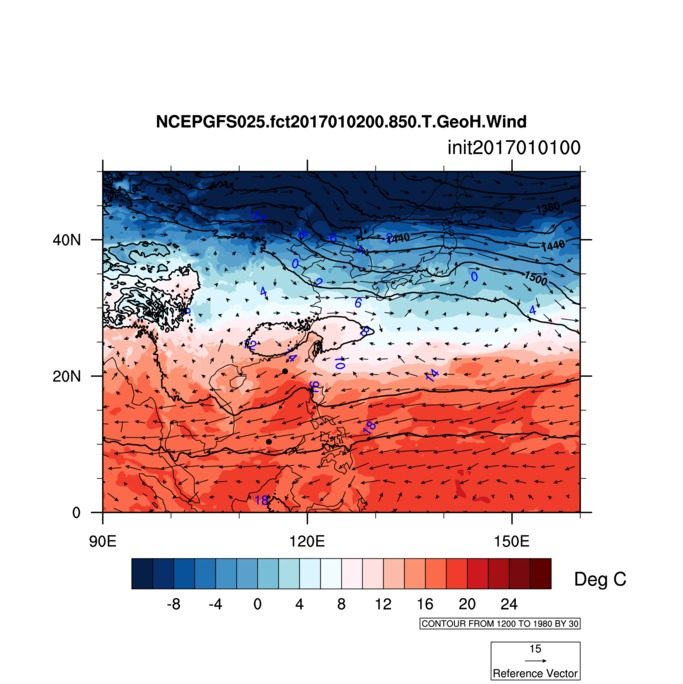 NCEPGFS025.fct2017010200.850.T.GeoH.Wind
init2017010100
1380
1440
1440
40N
0
0
1500
4
6
4
10
14
20N
16
18
18
0
90E
120E
150E
-8
-4
0
4
8
12
16
20
24
Deg C
CONTOUR FROM 1200 TO 1980 BY 30
15
Reference Vector